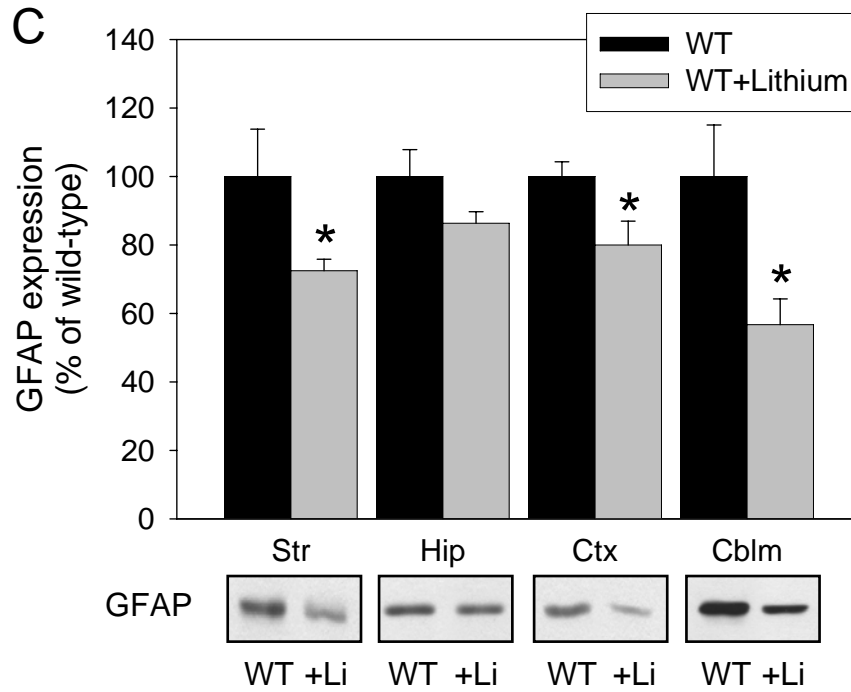 C
WT
WT+Lithium
GFAP expression
(% of wild-type)
140
120
100
80
60
40
20
0
*
*
*
Str Hip Ctx Cblm
GFAP
WT +Li WT +Li WT +Li WT +Li